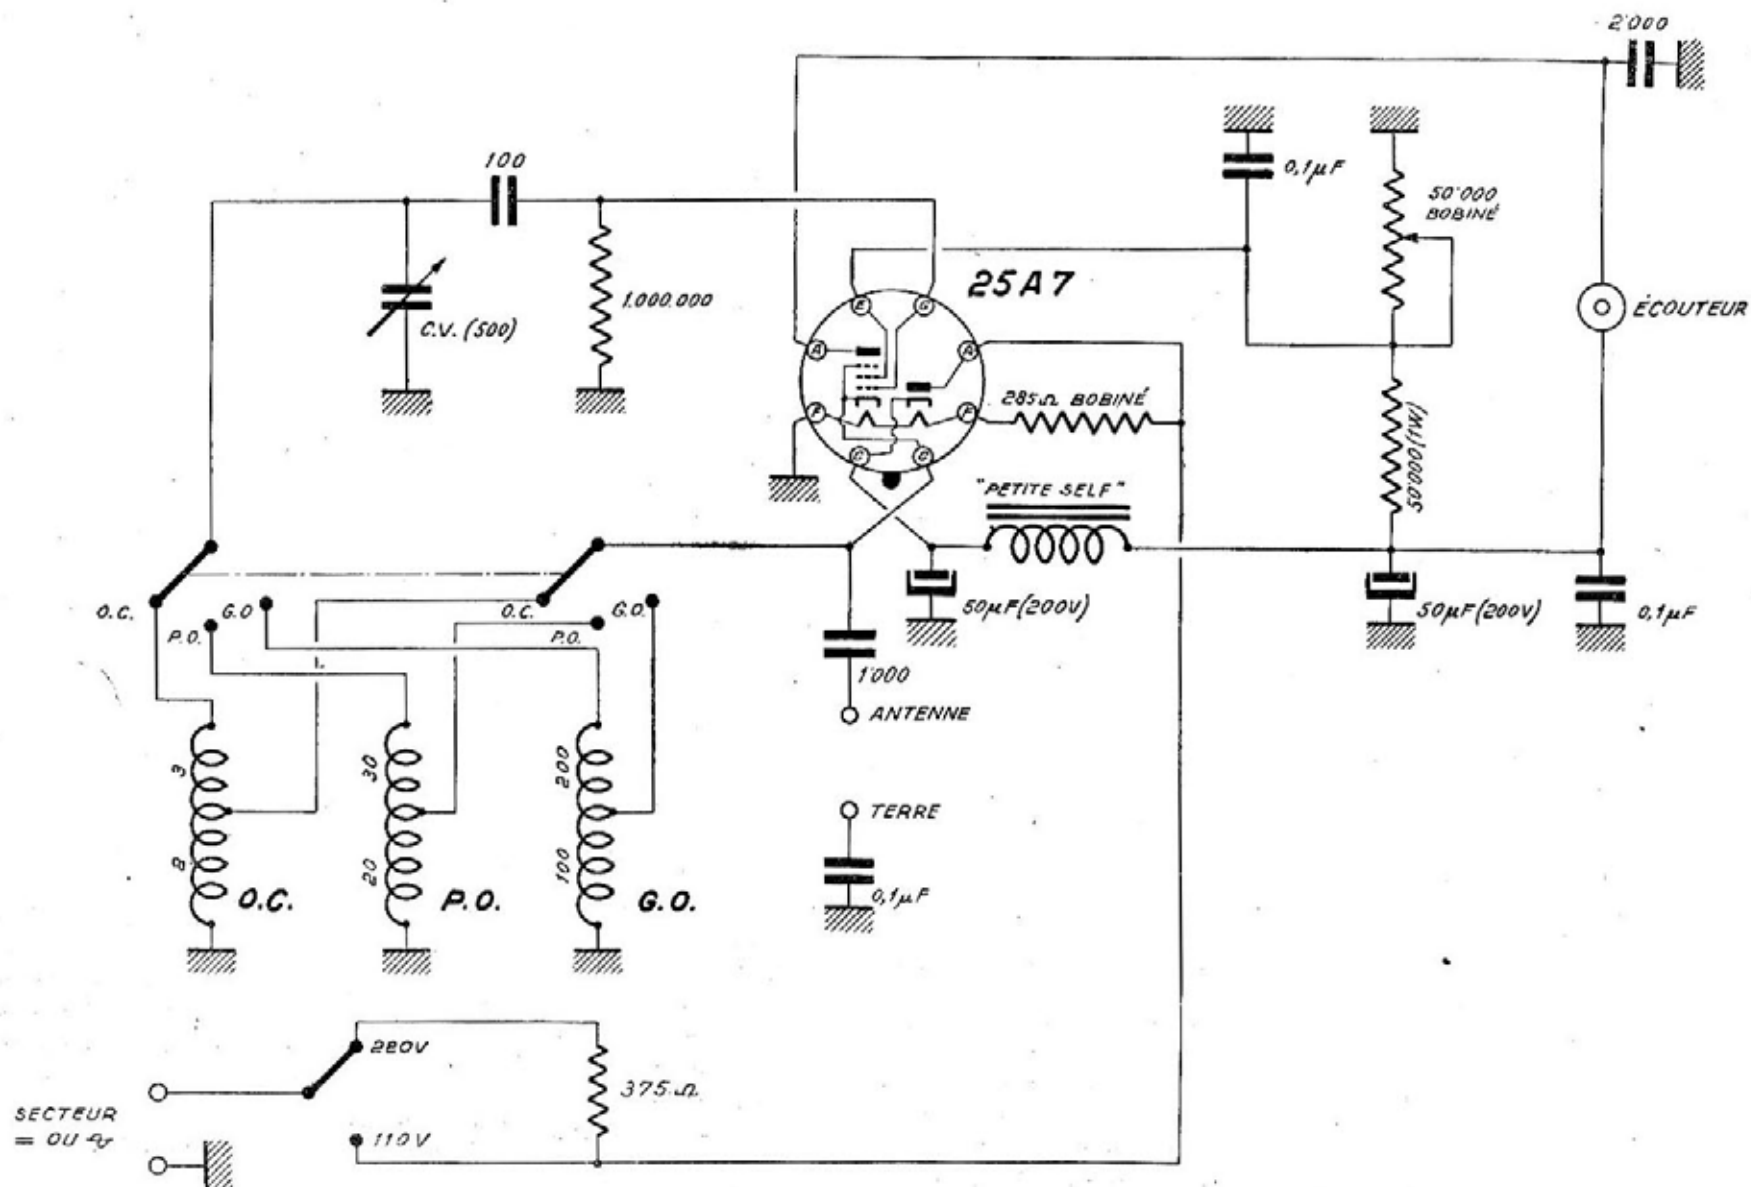 2'000
100
0,1µF
50'000
BOBINÉ
25A7
1.000.000
C.V. (500)
E
G
A
A
F
F
C
C
285Ω BOBINÉ
ÉCOUTEUR
50'000 (1W)
"PETITE SELF"
O.C.
P.O.
G.O
O.C.
P.O.
G.O.
50µF (200V)
50µF (200V)
0,1µF
1'000
ANTENNE
TERRE
0,1µF
3
8
O.C.
30
20
P.O.
200
100
G.O.
SECTEUR
= OU ~
280V
110V
375Ω